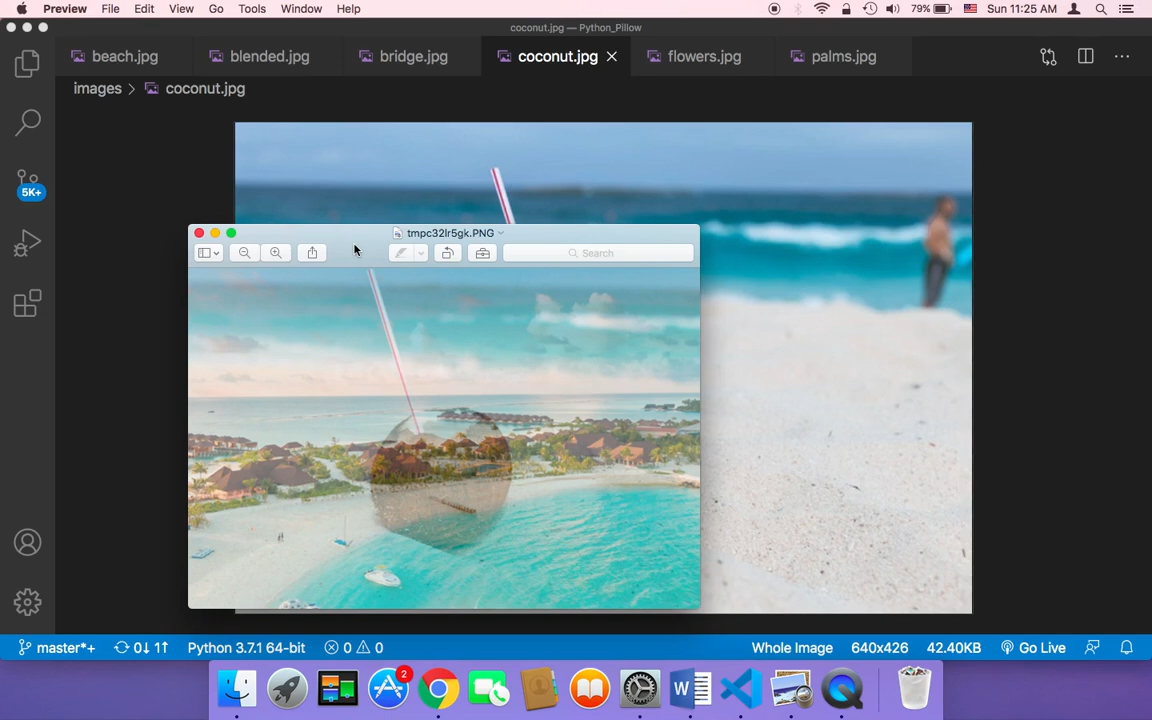 Preview File Edit View Go Tools Window Help 79% Sun 11:25 AM
coconut.jpg — Python_Pillow
beach.jpg blended.jpg bridge.jpg coconut.jpg flowers.jpg palms.jpg
images > coconut.jpg
5K+
tmpc32lr5gk.PNG
Search
master*+ 0↓ 1↑ Python 3.7.1 64-bit 0 0 Whole Image 640x426 42.40KB Go Live
2
W